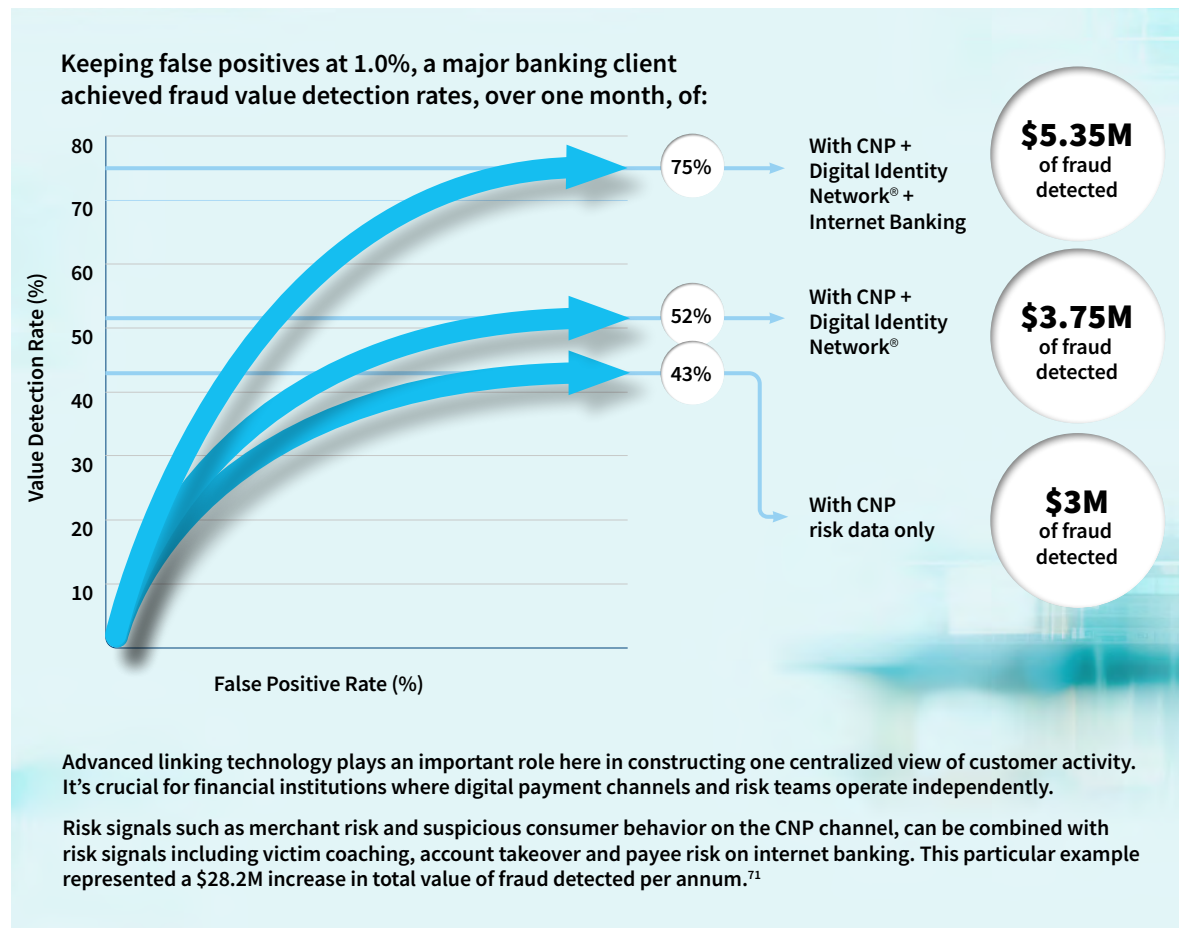 Keeping false positives at 1.0%, a major banking client
achieved fraud value detection rates, over one month, of:
Value Detection Rate (%)
80
70
60
50
40
30
20
10
False Positive Rate (%)
75%
With CNP +
Digital Identity
Network® +
Internet Banking
$5.35M
of fraud
detected
52%
With CNP +
Digital Identity
Network®
$3.75M
of fraud
detected
43%
With CNP
risk data only
$3M
of fraud
detected
Advanced linking technology plays an important role here in constructing one centralized view of customer activity.
It’s crucial for financial institutions where digital payment channels and risk teams operate independently.
Risk signals such as merchant risk and suspicious consumer behavior on the CNP channel, can be combined with
risk signals including victim coaching, account takeover and payee risk on internet banking. This particular example
represented a $28.2M increase in total value of fraud detected per annum.⁷¹